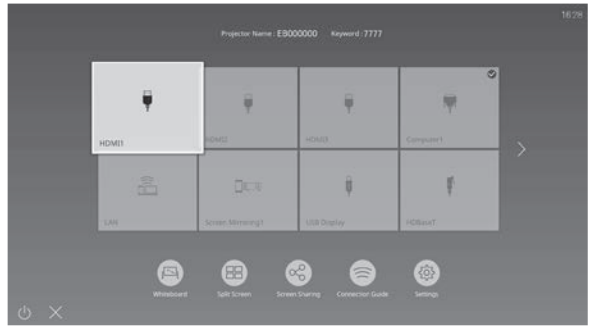 16:28
Projector Name : EB000000 Keyword : 7777
HDMI1 HDMI2 HDMI3 Computer1
LAN Screen Mirroring1 USB Display HDBaseT
Whiteboard Split Screen Screen Sharing Connection Guide Settings